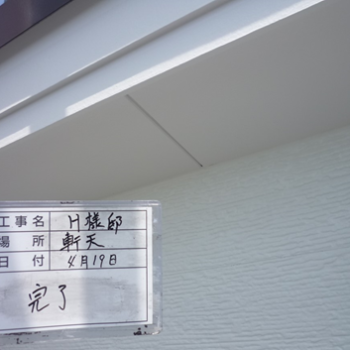 工事名 H様邸
場所 軒天
日付 4月19日
完了